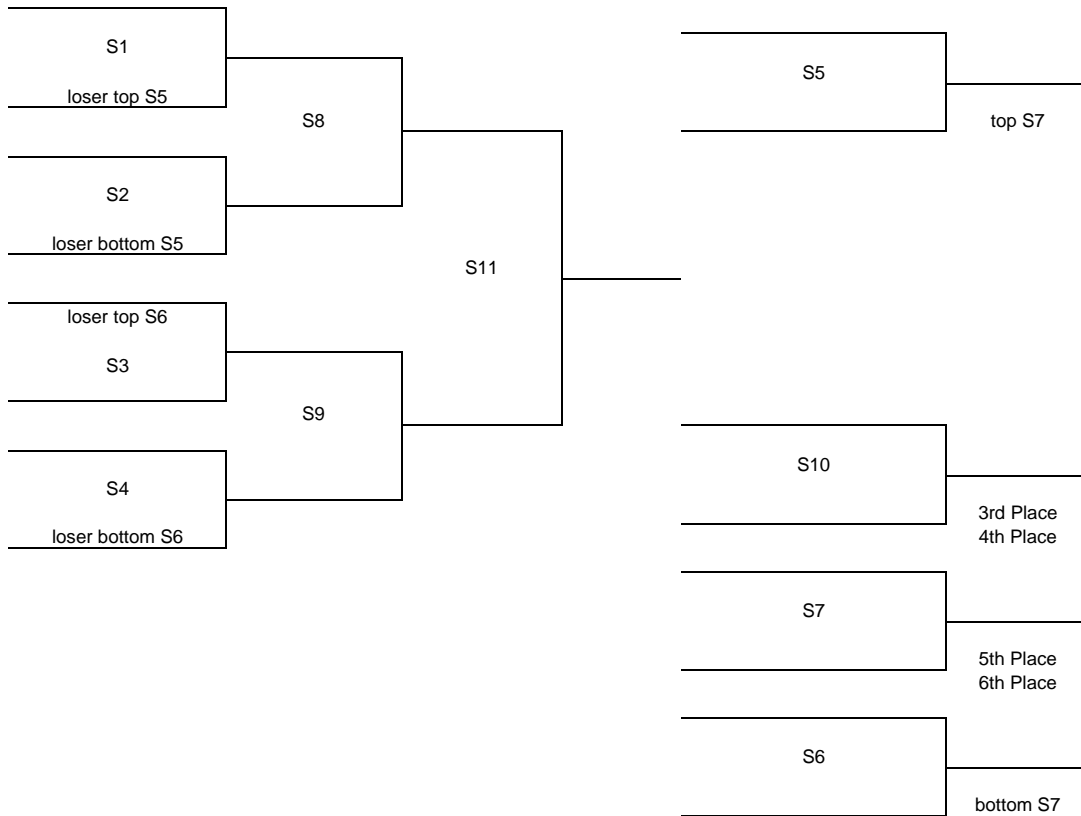 S1
loser top S5
S8
S2
loser bottom S5
S11
loser top S6
S3
S9
S4
loser bottom S6
S5
top S7
S10
3rd Place
4th Place
S7
5th Place
6th Place
S6
bottom S7